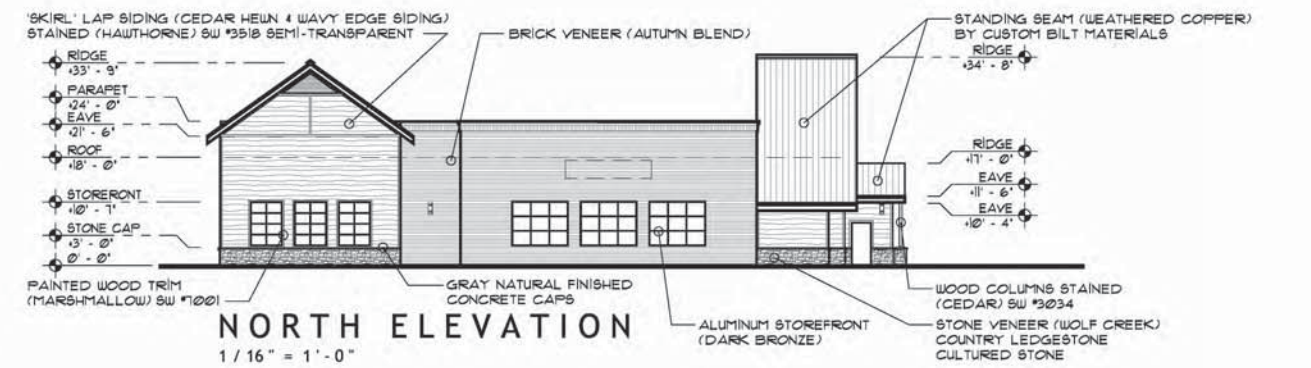 'SKIRL' LAP SIDING (CEDAR HEWN & WAVY EDGE SIDING)
STAINED (HAWTHORNE) SW #3518 SEMI-TRANSPARENT
BRICK VENEER (AUTUMN BLEND)
STANDING SEAM (WEATHERED COPPER)
BY CUSTOM BILT MATERIALS
RIDGE
+33' - 9"
PARAPET
+24' - 0"
EAVE
+21' - 6"
ROOF
+18' - 0"
STOREFRONT
+10' - 7"
STONE CAP
+3' - 0"
0' - 0"
RIDGE
+34' - 8"
RIDGE
+17' - 0"
EAVE
+11' - 6"
EAVE
+10' - 4"
PAINTED WOOD TRIM
(MARSHMALLOW) SW #7001
GRAY NATURAL FINISHED
CONCRETE CAPS
ALUMINUM STOREFRONT
(DARK BRONZE)
WOOD COLUMNS STAINED
(CEDAR) SW #3034
STONE VENEER (WOLF CREEK)
COUNTRY LEDGESTONE
CULTURED STONE
NORTH ELEVATION
1/16" = 1'-0"